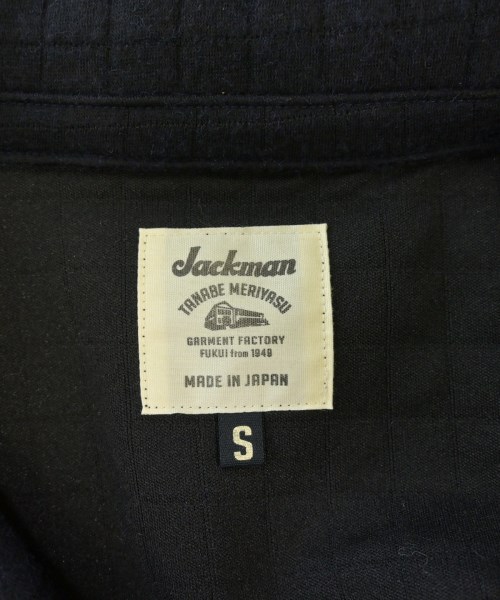 Jackman
TANABE MERIYASU
GARMENT FACTORY
FUKUI from 1949
MADE IN JAPAN
S